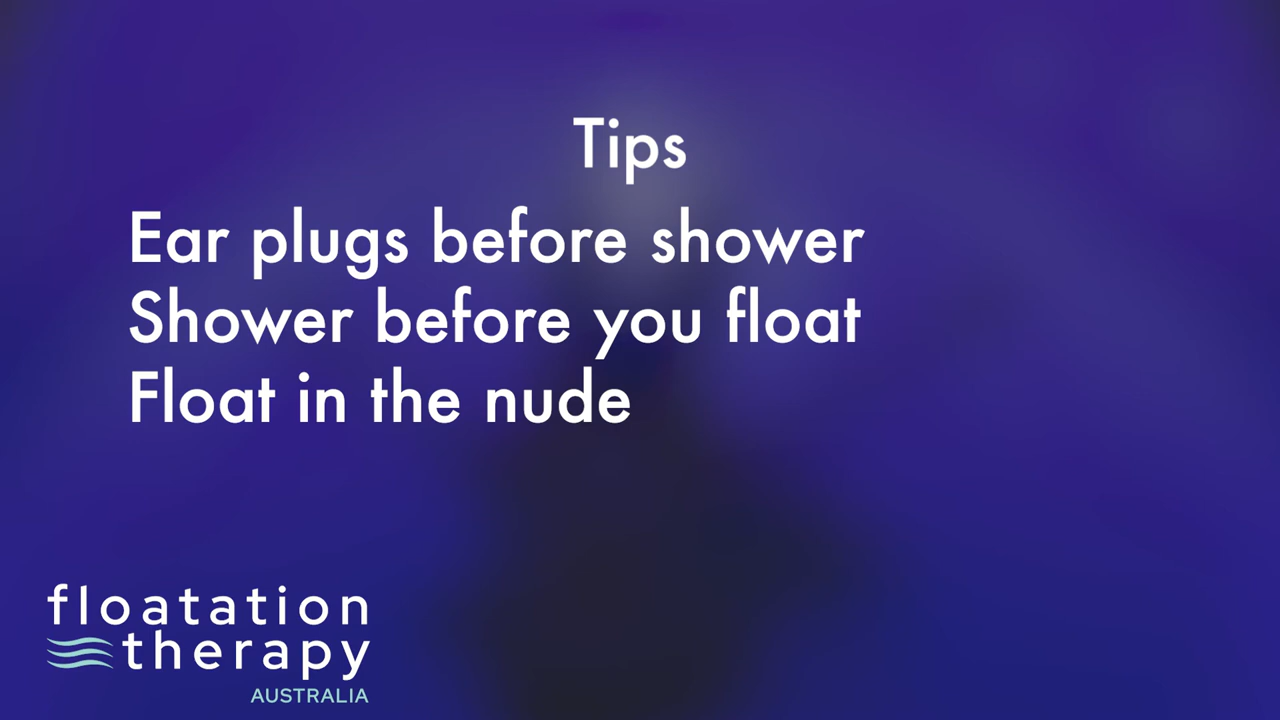 Tips
Ear plugs before shower
Shower before you float
Float in the nude
floatation
therapy
AUSTRALIA